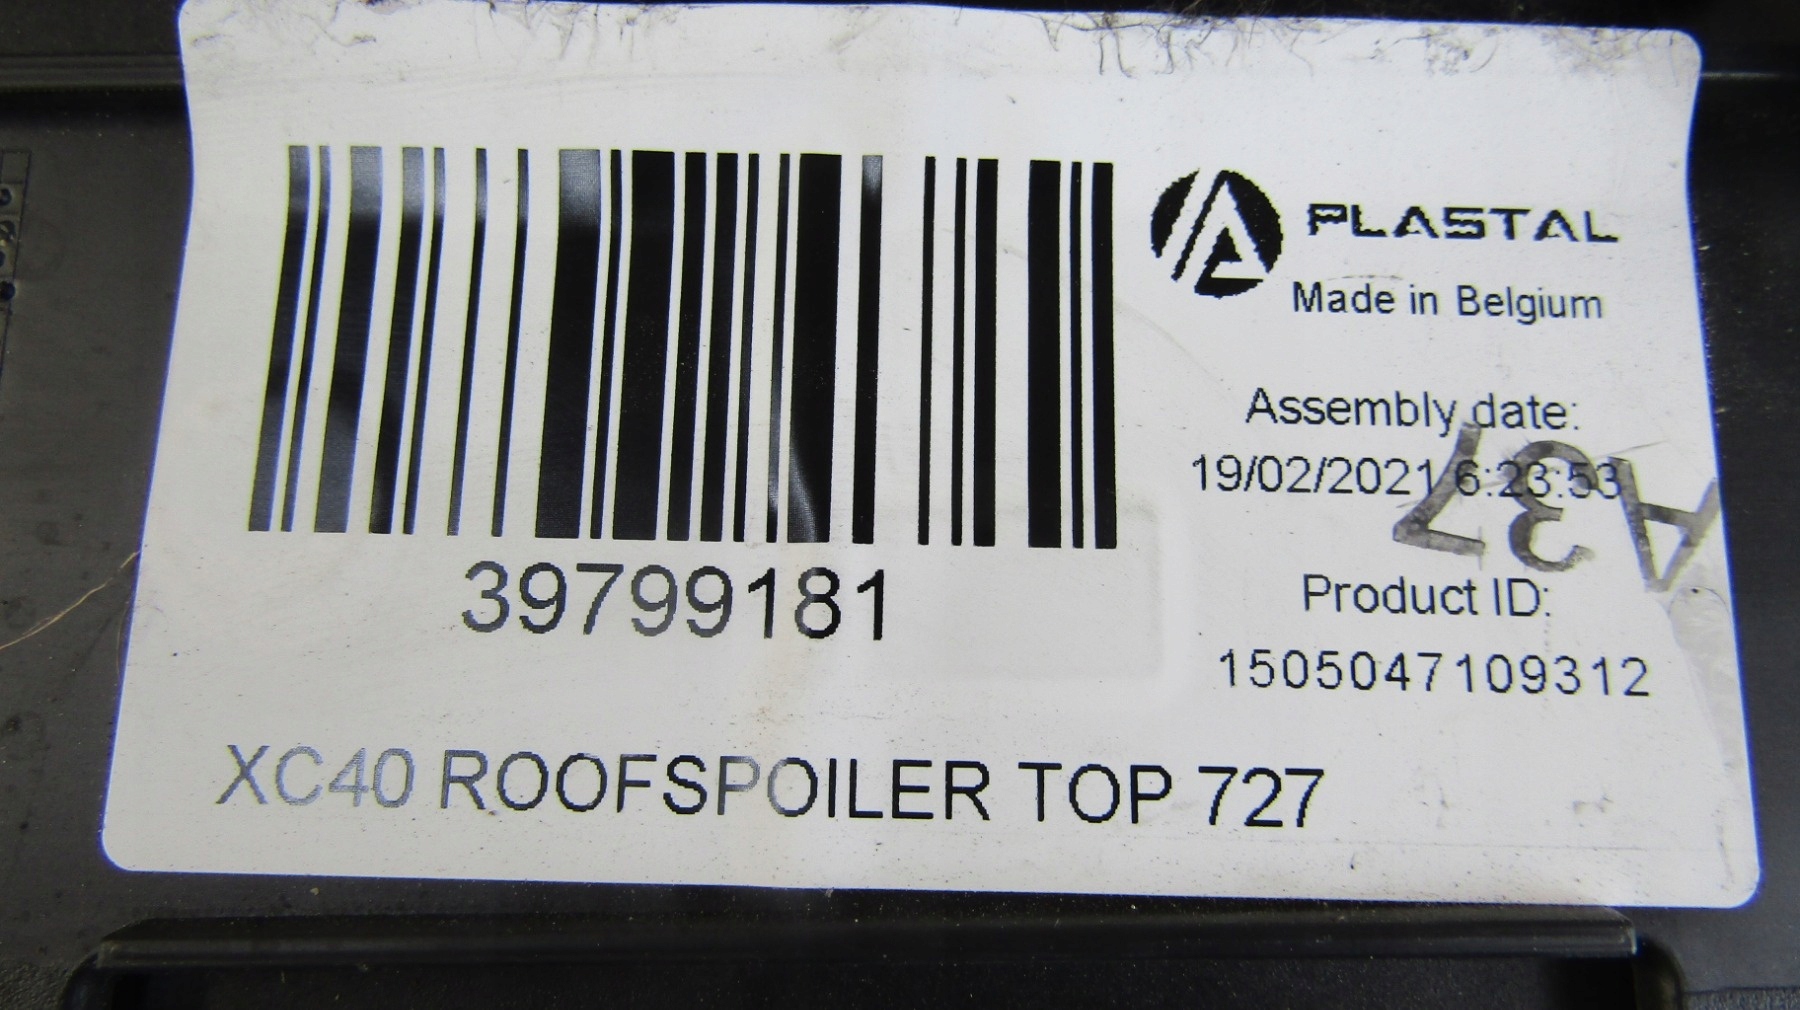 PLASTAL
Made in Belgium
Assembly date:
19/02/2021 6:23:53
A37
Product ID:
1505047109312
39799181
XC40 ROOFSPOILER TOP 727